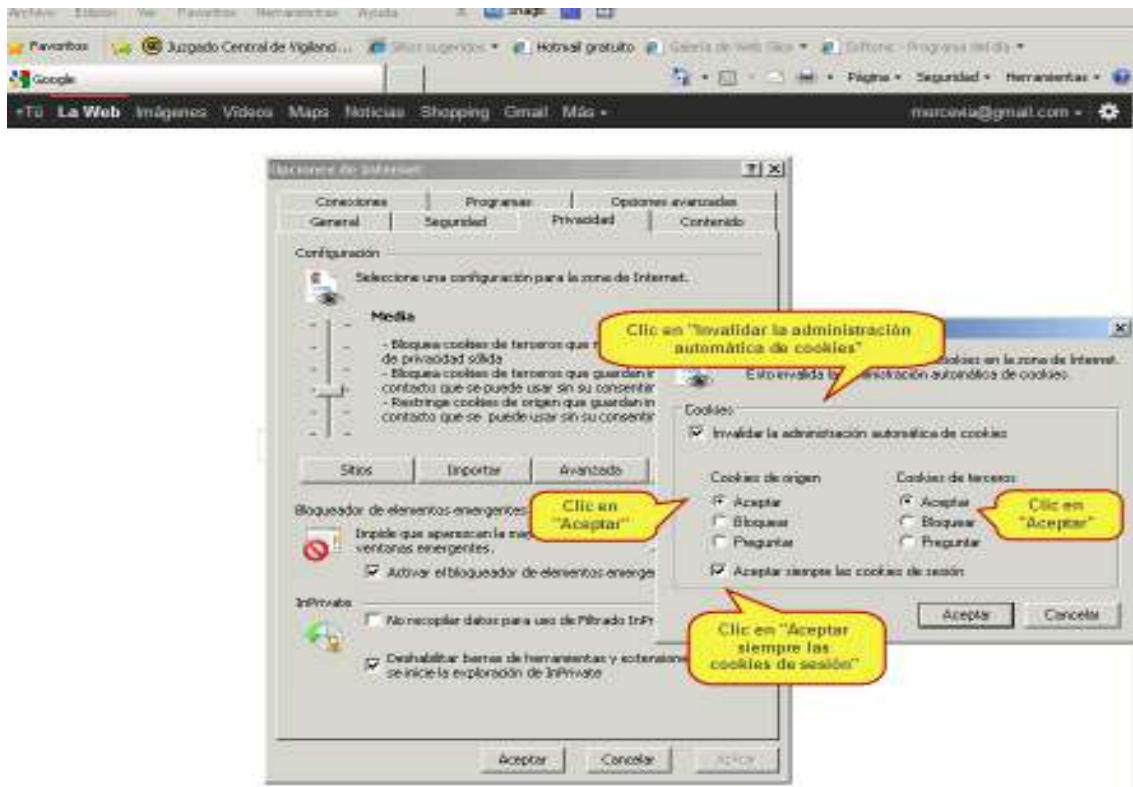 Archivo Editar Ver Favoritos Herramientas Ayuda
Favoritos Juzgado Central de Vigilanci... Sitios sugeridos Hotmail gratuito Galería de Web Slice
Google Página Seguridad Herramientas
+Tú La Web Imágenes Vídeos Maps Noticias Shopping Gmail Más
@gmail.com
Opciones de Internet
Conexiones Programas Opciones avanzadas
General Seguridad Privacidad Contenido
Configuración
Seleccione una configuración para la zona de Internet.
Media
- Bloquea cookies de terceros que
de privacidad sólida
- Bloquea cookies de terceros que guardan
contacto que se puede usar sin su
- Restringe cookies de origen que guardan
contacto que se puede usar sin su
Sitios Importar Avanzada
Bloqueador de elementos emergentes
Impide que aparezcan la
ventanas emergentes.
Activar el bloqueador de elementos
InPrivate
No recopilar datos para uso de Filtrado
Deshabilitar barras de herramientas y
se inicie la exploración de InPrivate
Aceptar Cancelar Aplicar
Clic en "Invalidar la administración
automática de cookies"
cookies en la zona de Internet.
Esto invalida la administración automática de cookies.
Cookies
Invalidar la administración automática de cookies
Cookies de origen Cookies de terceros
Aceptar Aceptar
Bloquear Bloquear
Preguntar Preguntar
Clic en
"Aceptar"
Clic en
"Aceptar"
Aceptar siempre las cookies de sesión
Aceptar Cancelar
Clic en "Aceptar
siempre las
cookies de sesión"